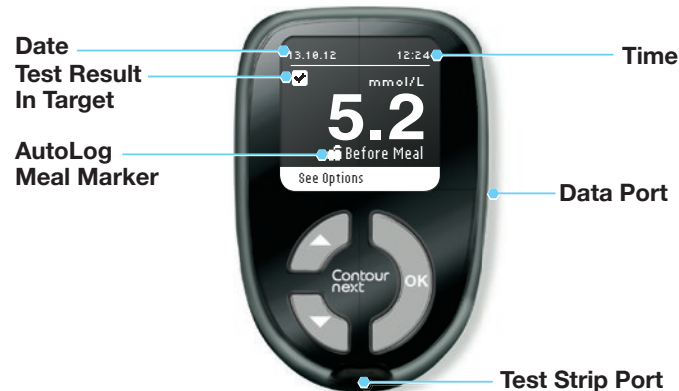 Date
Test Result
In Target
AutoLog
Meal Marker
13.10.12 12:24
mmol/L
5.2
Before Meal
See Options
Contour
next
OK
Time
Data Port
Test Strip Port